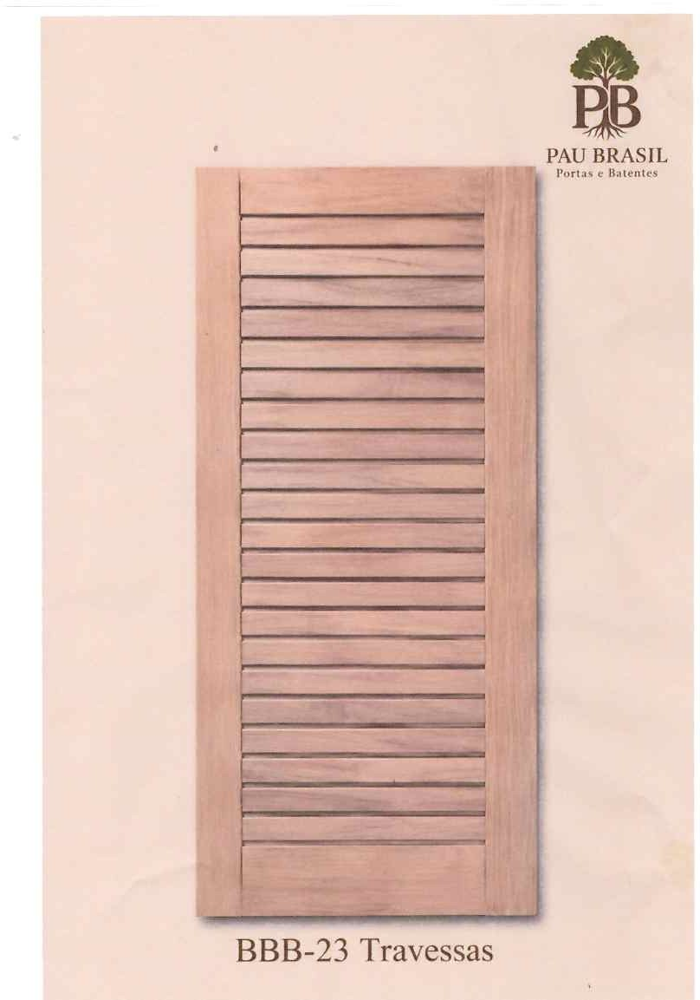 PB
PAU BRASIL
Portas e Batentes
BBB-23 Travessas